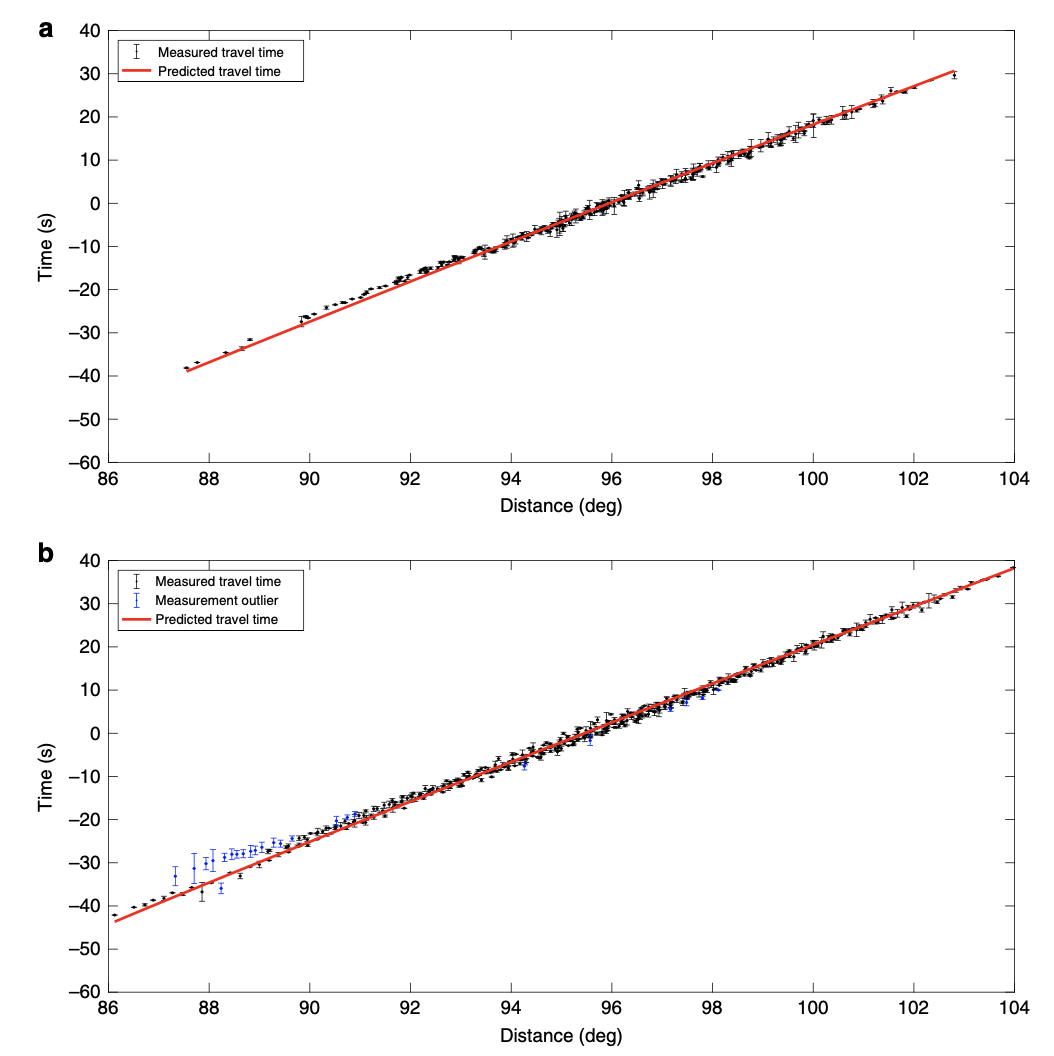 a
40
30
20
10
0
–10
–20
–30
–40
–50
–60
Time (s)
Measured travel time
Predicted travel time
86 88 90 92 94 96 98 100 102 104
Distance (deg)
b
40
30
20
10
0
–10
–20
–30
–40
–50
–60
Time (s)
Measured travel time
Measurement outlier
Predicted travel time
86 88 90 92 94 96 98 100 102 104
Distance (deg)